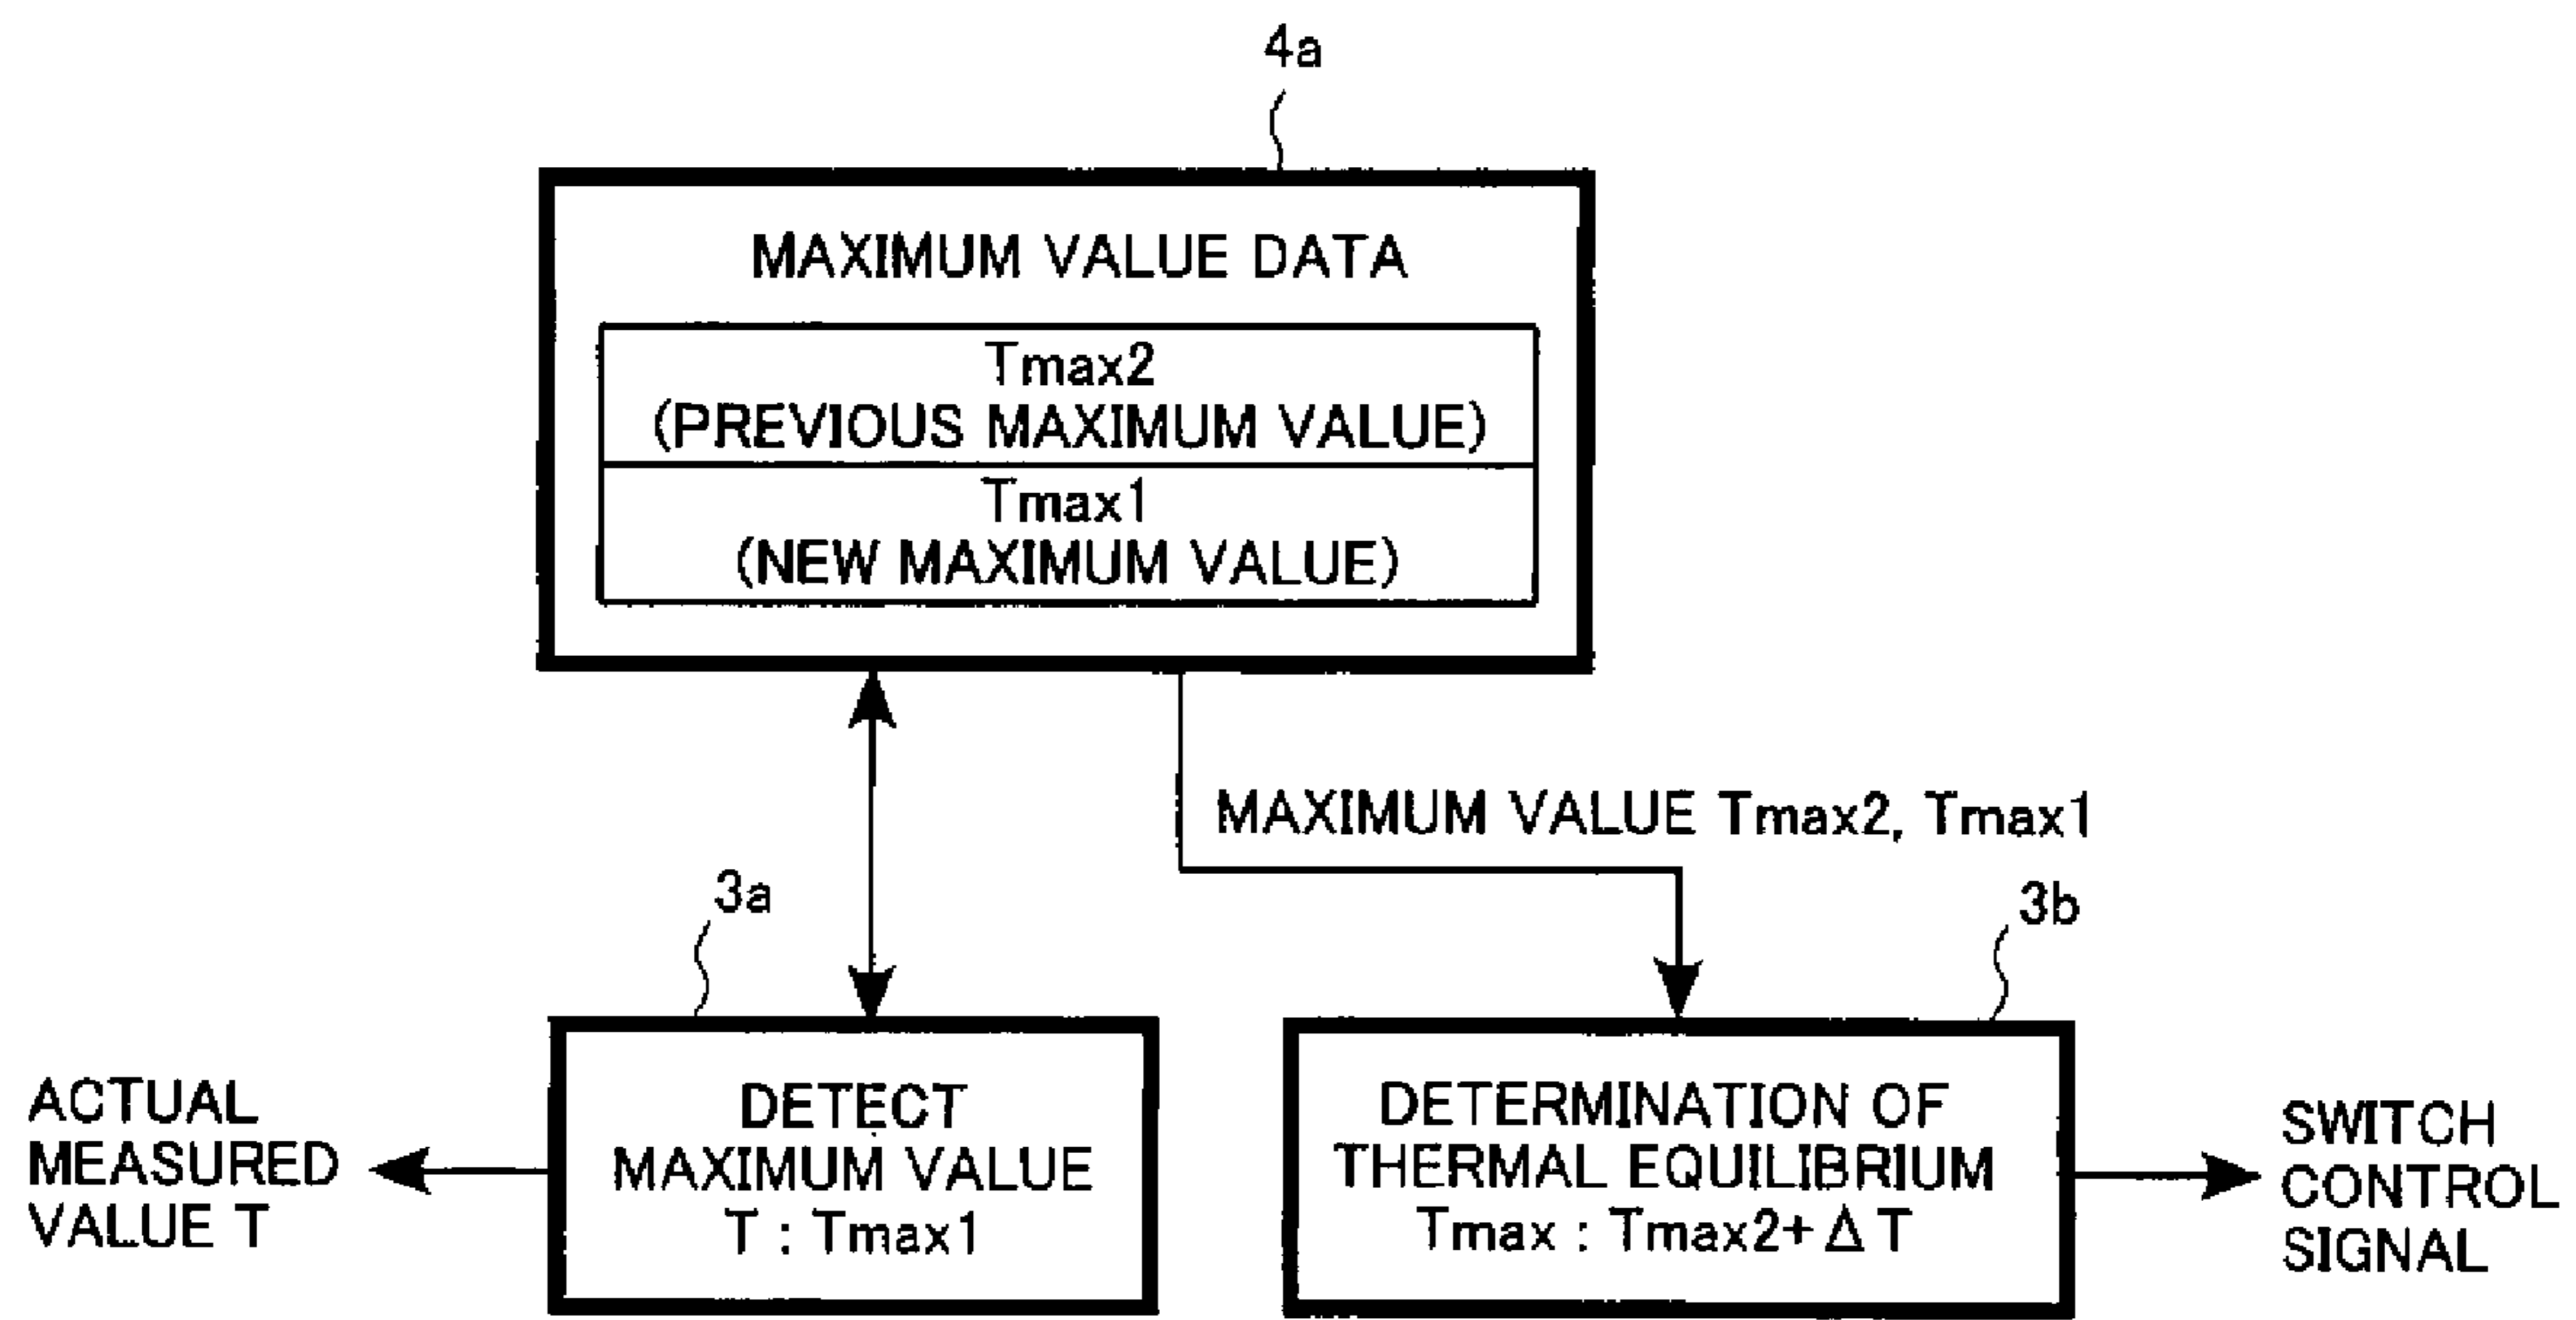 4a
MAXIMUM VALUE DATA
Tmax2
(PREVIOUS MAXIMUM VALUE)
Tmax1
(NEW MAXIMUM VALUE)
MAXIMUM VALUE Tmax2, Tmax1
3a
3b
ACTUAL
MEASURED
VALUE T
DETECT
MAXIMUM VALUE
T : Tmax1
DETERMINATION OF
THERMAL EQUILIBRIUM
Tmax : Tmax2+ΔT
SWITCH
CONTROL
SIGNAL